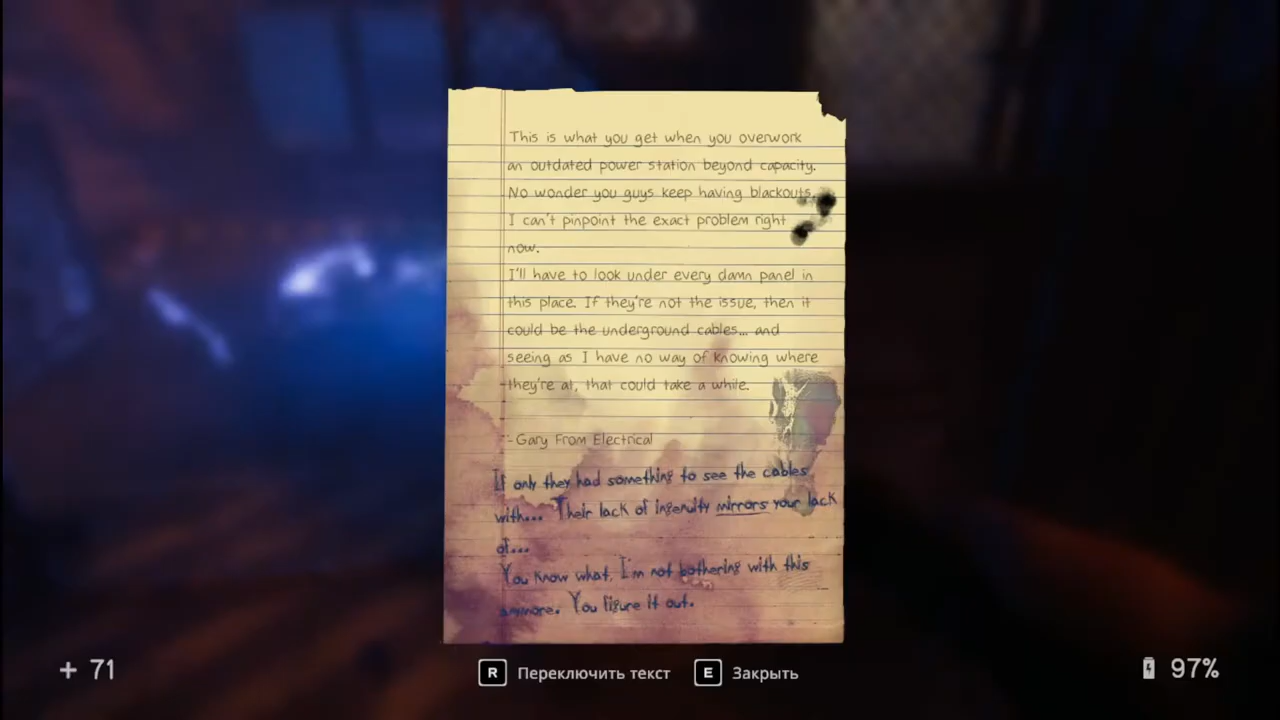 This is what you get when you overwork
an outdated power station beyond capacity.
No wonder you guys keep having blackouts.
I can't pinpoint the exact problem right
now.
I'll have to look under every damn panel in
this place. If they're not the issue, then it
could be the underground cables... and
seeing as I have no way of knowing where
they're at, that could take a while.
- Gary From Electrical
If only they had something to see the cables
with... Their lack of ingenuity mirrors your lack
of...
You know what, I'm not bothering with this
anymore. You figure it out.
+ 71
R Переключить текст E Закрыть
97%